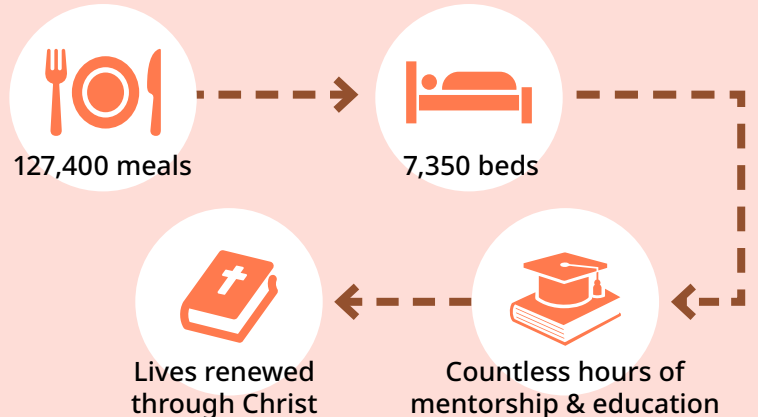 127,400 meals
7,350 beds
Countless hours of
mentorship & education
Lives renewed
through Christ